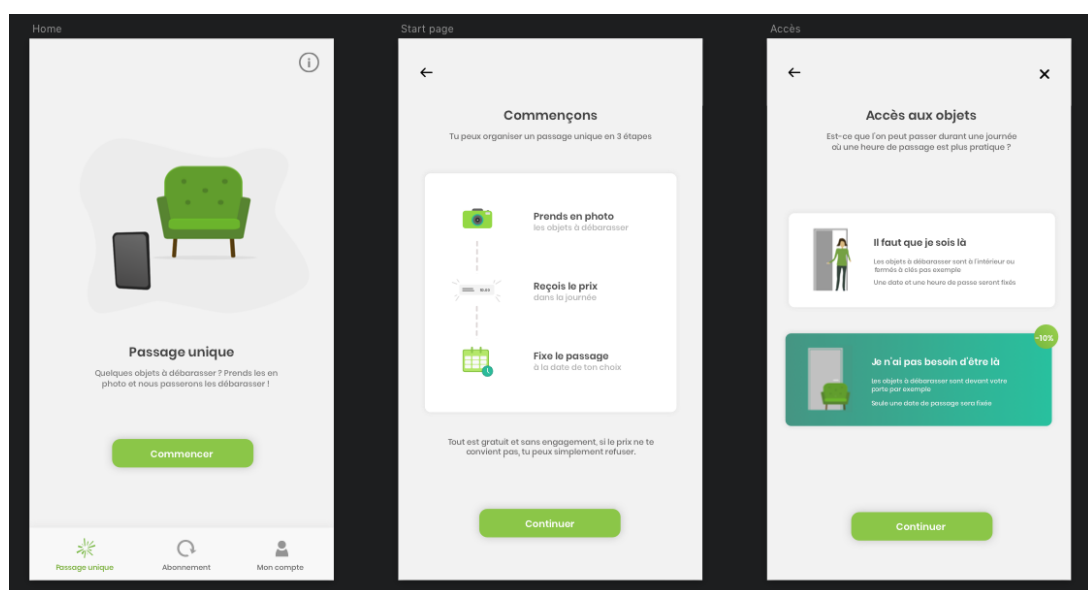 Home
Passage unique
Quelques objets à débarasser ? Prends les en
photo et nous passerons les débarasser !
Commencer
Passage unique
Abonnement
Mon compte
Start page
Commençons
Tu peux organiser un passage unique en 3 étapes
Prends en photo
les objets à débarasser
Reçois le prix
dans la journée
Fixe le passage
à la date de ton choix
Tout est gratuit et sans engagement, si le prix ne te
convient pas, tu peux simplement refuser.
Continuer
Accès
Accès aux objets
Est-ce que l'on peut passer durant une journée
où une heure de passage est plus pratique ?
Il faut que je sois là
Les objets à débarasser sont à l'intérieur ou
fermés à clés pas exemple
Une date et une heure de passe seront fixés
-10%
Je n'ai pas besoin d'être là
Les objets à débarasser sont devant votre
porte par exemple
Seule une date de passage sera fixée
Continuer